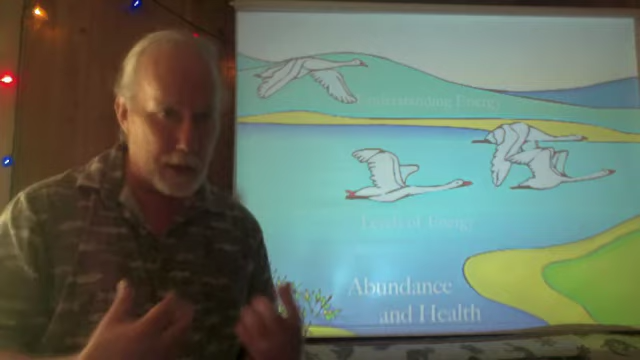 Understanding Energy
Levels of Energy
Abundance
and Health